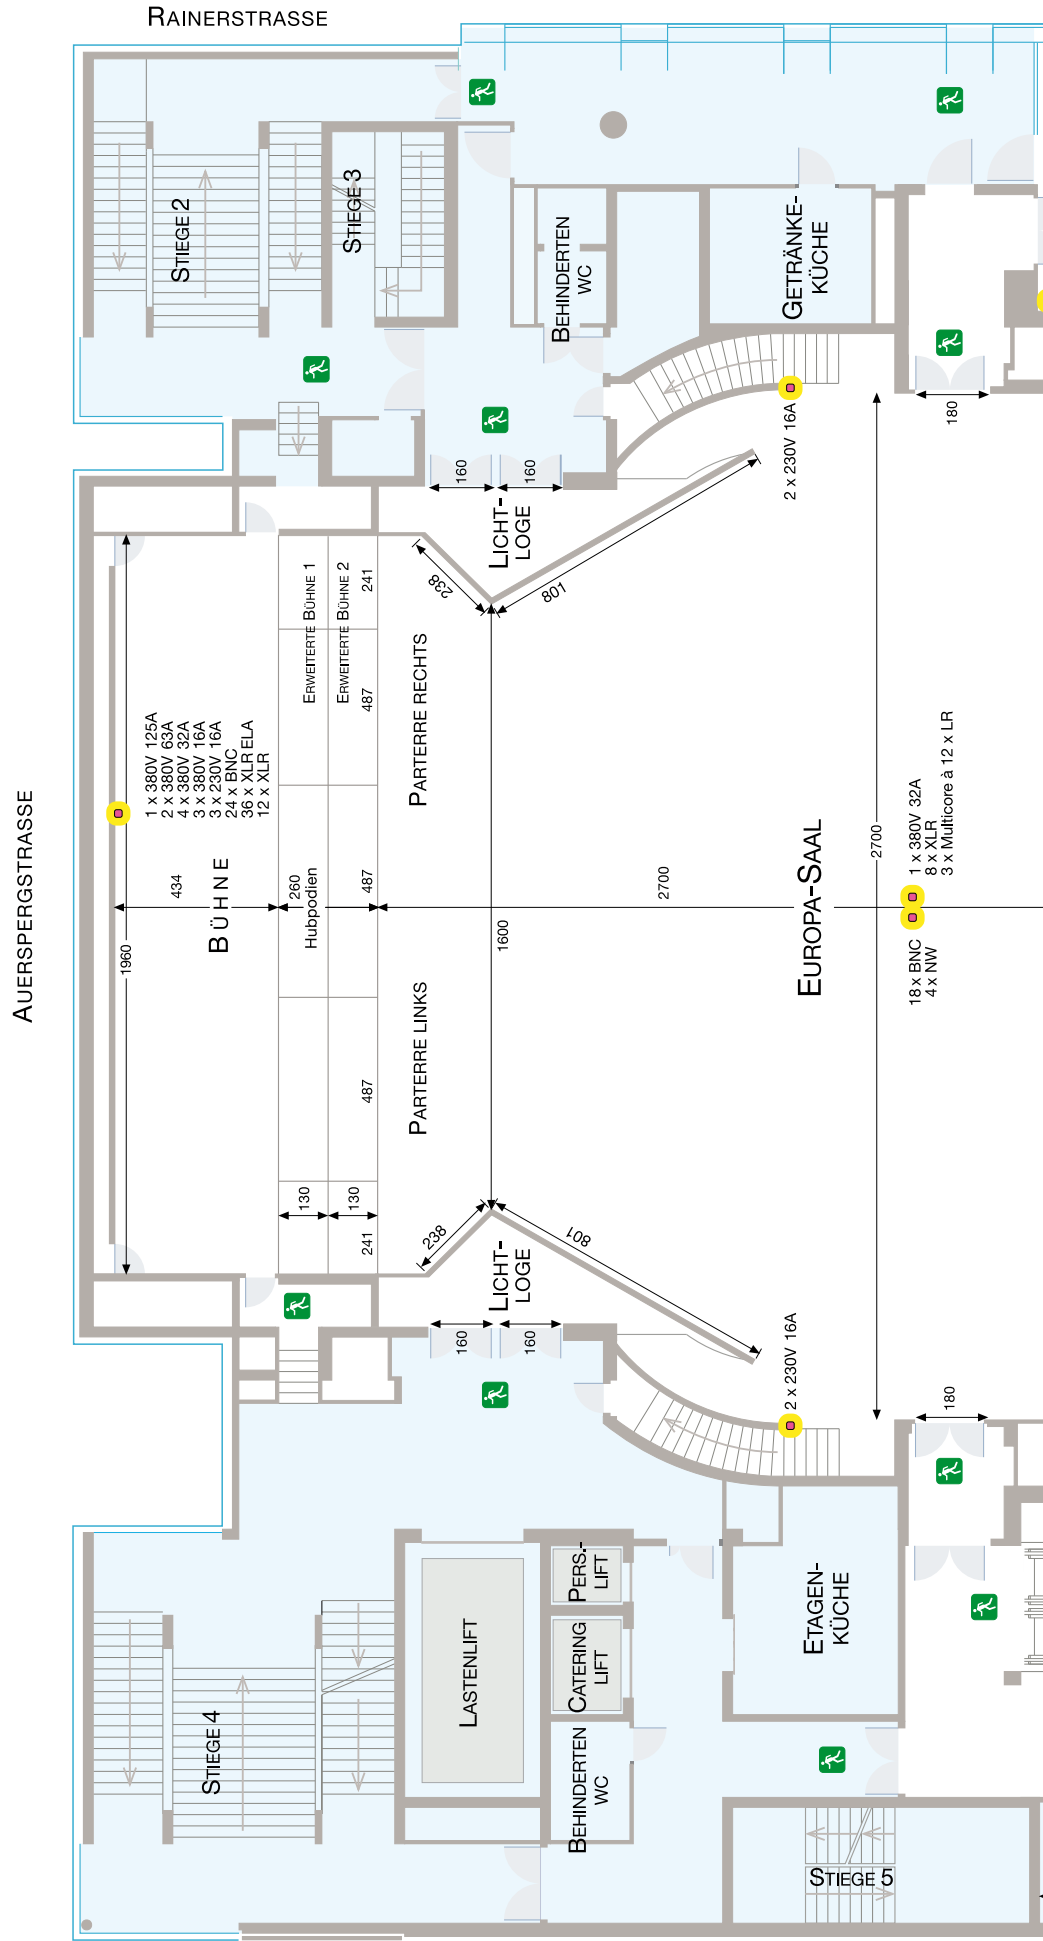 RAINERSTRASSE
AUERSPERGSTRASSE
STIEGE 2
STIEGE 3
BEHINDERTEN
WC
GETRÄNKE-
KÜCHE
2 x 230V 16A
180
160
160
LICHT-
LOGE
238
801
ERWEITERTE BÜHNE 1
ERWEITERTE BÜHNE 2
241
487
487
487
241
PARTERRE RECHTS
PARTERRE LINKS
1 x 380V 125A
2 x 380V 63A
4 x 380V 32A
3 x 380V 16A
3 x 230V 16A
24 x BNC
36 x XLR ELA
12 x XLR
434
BÜHNE
260
Hubpodien
1960
2700
1600
EUROPA-SAAL
2700
1 x 380V 32A
8 x XLR
3 x Multicore à 12 x LR
18 x BNC
4 x NW
130
130
238
801
LICHT-
LOGE
160
160
2 x 230V 16A
180
PERS.-
LIFT
CATERING
LIFT
LASTENLIFT
ETAGEN-
KÜCHE
STIEGE 4
BEHINDERTEN
WC
STIEGE 5